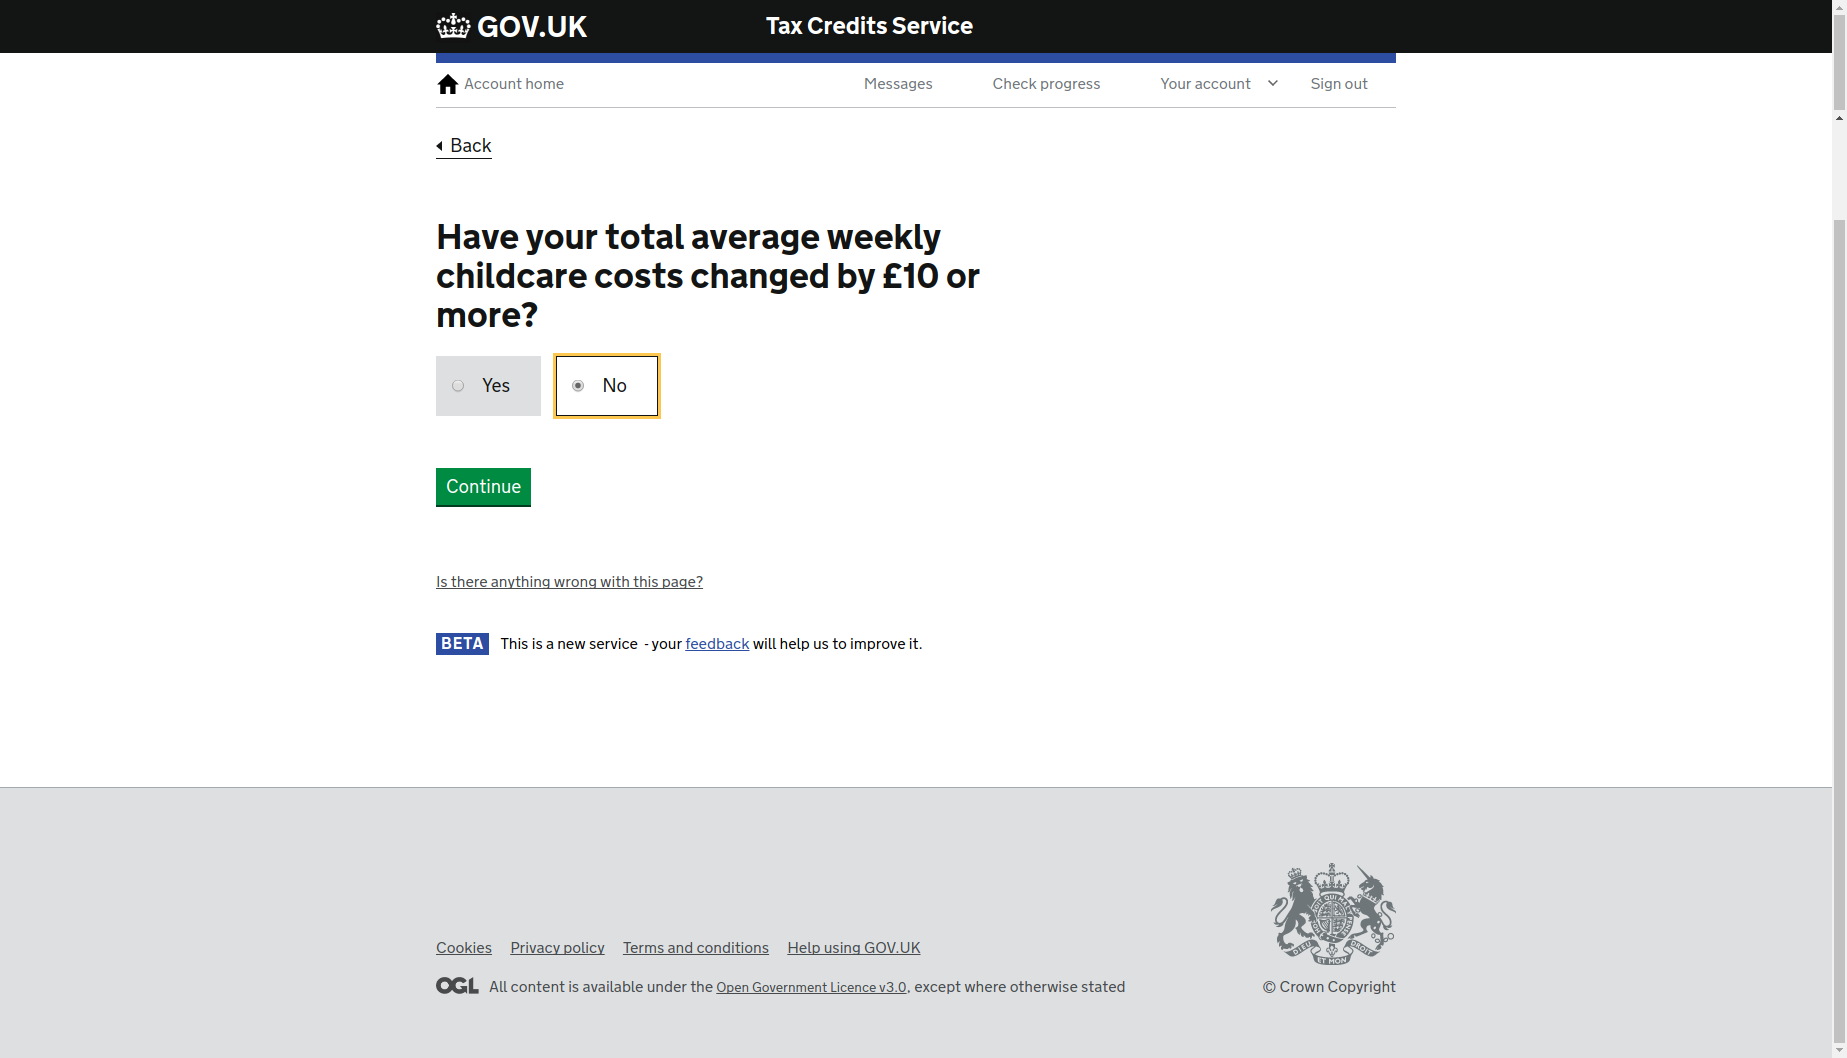 GOV.UK
Tax Credits Service
Account home
Messages
Check progress
Your account
Sign out
Back
Have your total average weekly
childcare costs changed by £10 or
more?
Yes
No
Continue
Is there anything wrong with this page?
BETA This is a new service - your feedback will help us to improve it.
Cookies Privacy policy Terms and conditions Help using GOV.UK
OGL All content is available under the Open Government Licence v3.0, except where otherwise stated
DIEU ET MON DROIT
© Crown Copyright